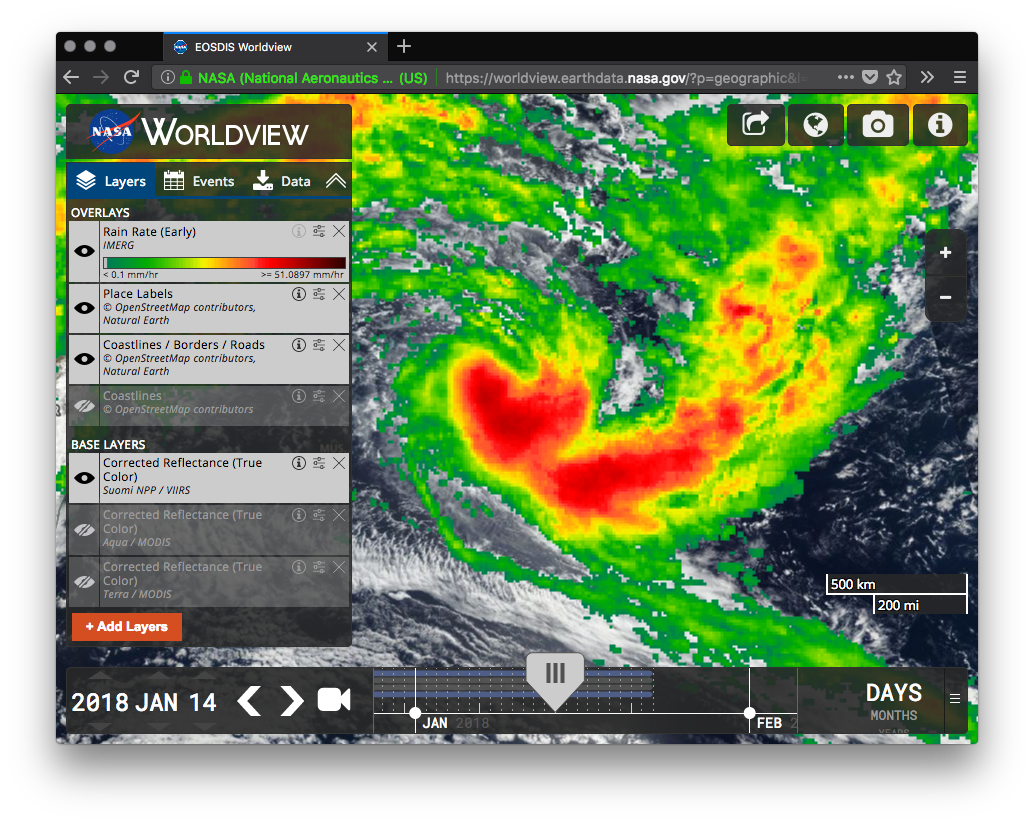 EOSDIS Worldview
NASA (National Aeronautics ... (US)
https://worldview.earthdata.nasa.gov/?p=geographic&l
NASA WORLDVIEW
Layers
Events
Data
OVERLAYS
Rain Rate (Early)
IMERG
< 0.1 mm/hr
>= 51.0897 mm/hr
Place Labels
© OpenStreetMap contributors,
Natural Earth
Coastlines / Borders / Roads
© OpenStreetMap contributors,
Natural Earth
Coastlines
© OpenStreetMap contributors
BASE LAYERS
Corrected Reflectance (True
Color)
Suomi NPP / VIIRS
Corrected Reflectance (True
Color)
Aqua / MODIS
Corrected Reflectance (True
Color)
Terra / MODIS
+ Add Layers
500 km
200 mi
2018 JAN 14
JAN 2018
FEB 2
DAYS
MONTHS
YEARS